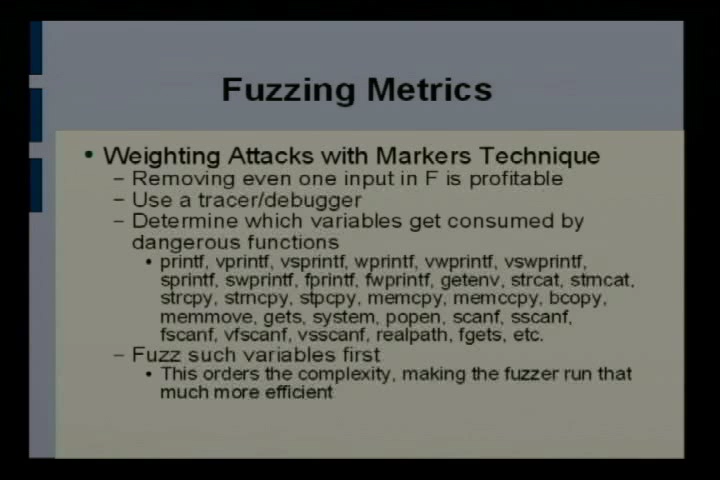 Fuzzing Metrics
• Weighting Attacks with Markers Technique
– Removing even one input in F is profitable
– Use a tracer/debugger
– Determine which variables get consumed by
dangerous functions
• printf, vprintf, vsprintf, wprintf, vwprintf, vswprintf,
sprintf, swprintf, fprintf, fwprintf, getenv, strcat, strncat,
strcpy, strncpy, stpcpy, memcpy, memccpy, bcopy,
memmove, gets, system, popen, scanf, sscanf,
fscanf, vfscanf, vsscanf, realpath, fgets, etc.
– Fuzz such variables first
• This orders the complexity, making the fuzzer run that
much more efficient